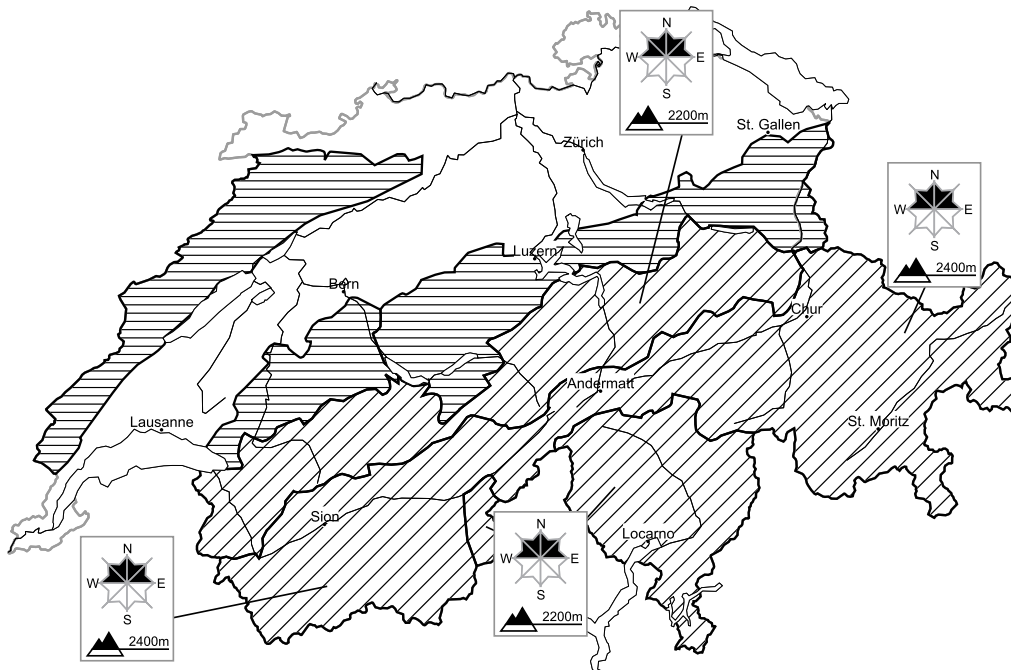 N
W E
S
2200m
St. Gallen
Zürich
N
W E
S
2400m
Luzern
Bern
Chur
Andermatt
Lausanne
St. Moritz
Sion
Locarno
N
W E
S
2200m
N
W E
S
2400m